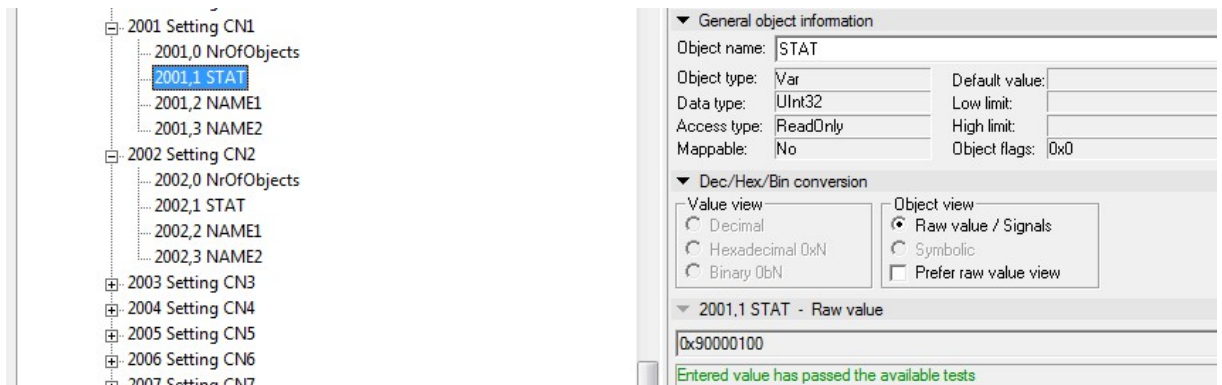 2001 Setting CN1
2001,0 NrOfObjects
2001,1 STAT
2001,2 NAME1
2001,3 NAME2
2002 Setting CN2
2002,0 NrOfObjects
2002,1 STAT
2002,2 NAME1
2002,3 NAME2
2003 Setting CN3
2004 Setting CN4
2005 Setting CN5
2006 Setting CN6
2007 Setting CN7
General object information
Object name: STAT
Object type: Var Default value:
Data type: UInt32 Low limit:
Access type: ReadOnly High limit:
Mappable: No Object flags: 0x0
Dec/Hex/Bin conversion
Value view
Decimal
Hexadecimal 0xN
Binary 0bN
Object view
Raw value / Signals
Symbolic
Prefer raw value view
2001,1 STAT - Raw value
0x90000100
Entered value has passed the available tests